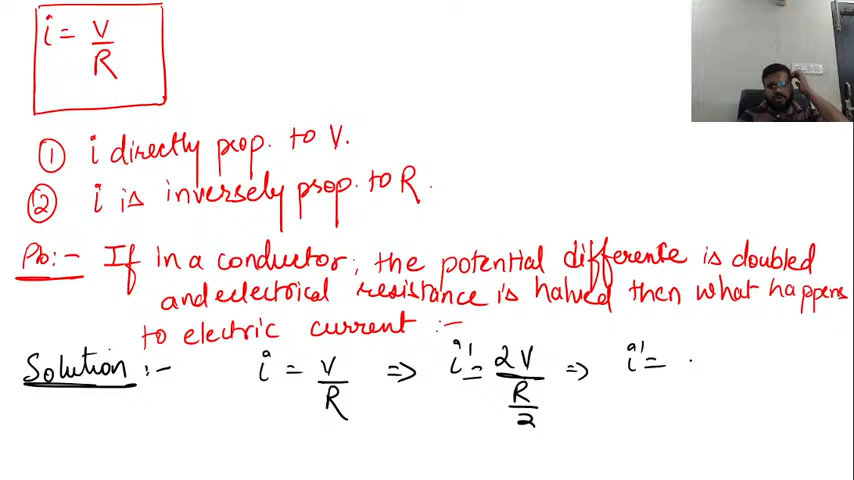 i = V/R
① i directly prop. to V.
② i is inversely prop. to R.
Pb:- If in a conductor, the potential difference is doubled
and eelectrical resistance is halved then what happens
to electric current :-
Solution :- i = V/R ⇒ i' = 2V/(R/2) ⇒ i' =